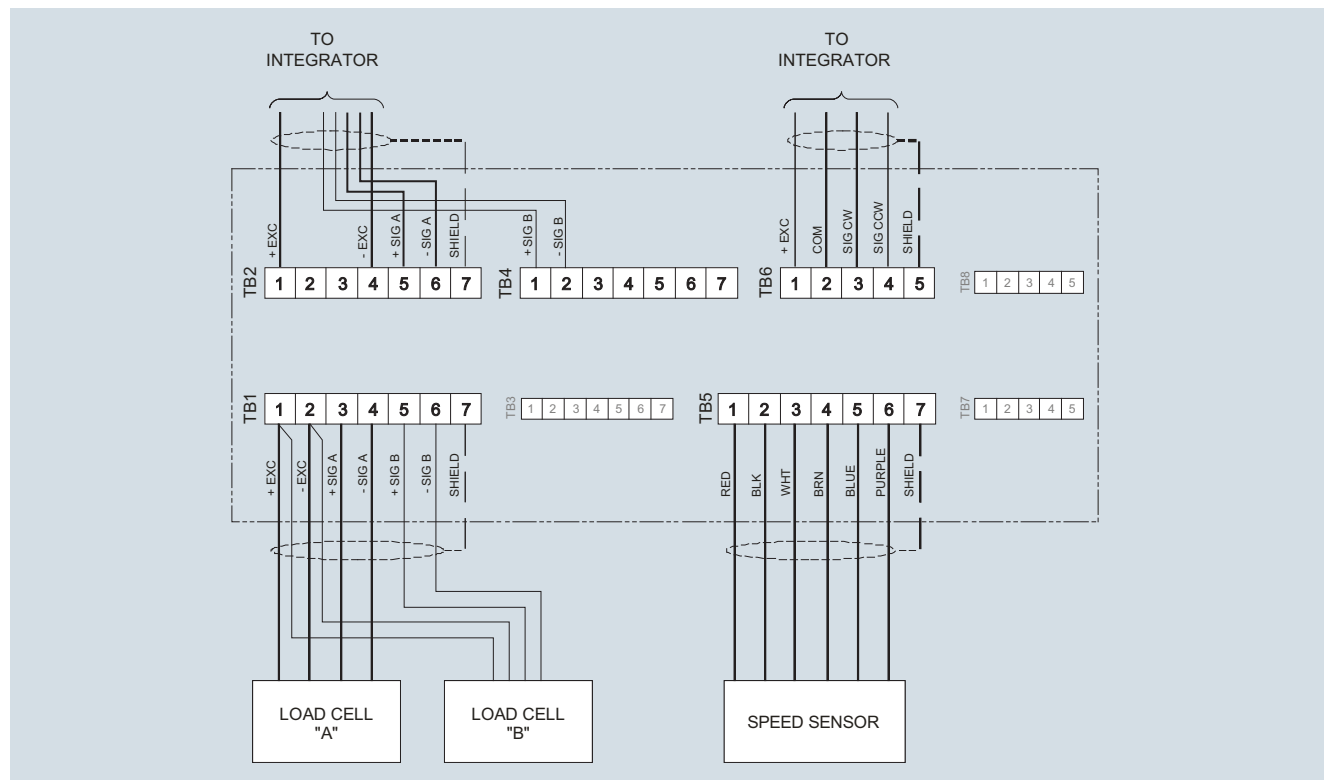 TO
INTEGRATOR
TO
INTEGRATOR
+ EXC
- EXC
+ SIG A
- SIG A
SHIELD
+ SIG B
- SIG B
+ EXC
COM
SIG CW
SIG CCW
SHIELD
TB2
1 2 3 4 5 6 7
TB4
1 2 3 4 5 6 7
TB6
1 2 3 4 5
TB8
1 2 3 4 5
TB1
1 2 3 4 5 6 7
TB3
1 2 3 4 5 6 7
TB5
1 2 3 4 5 6 7
TB7
1 2 3 4 5
+ EXC
- EXC
+ SIG A
- SIG A
+ SIG B
- SIG B
SHIELD
RED
BLK
WHT
BRN
BLUE
PURPLE
SHIELD
LOAD CELL
"A"
LOAD CELL
"B"
SPEED SENSOR